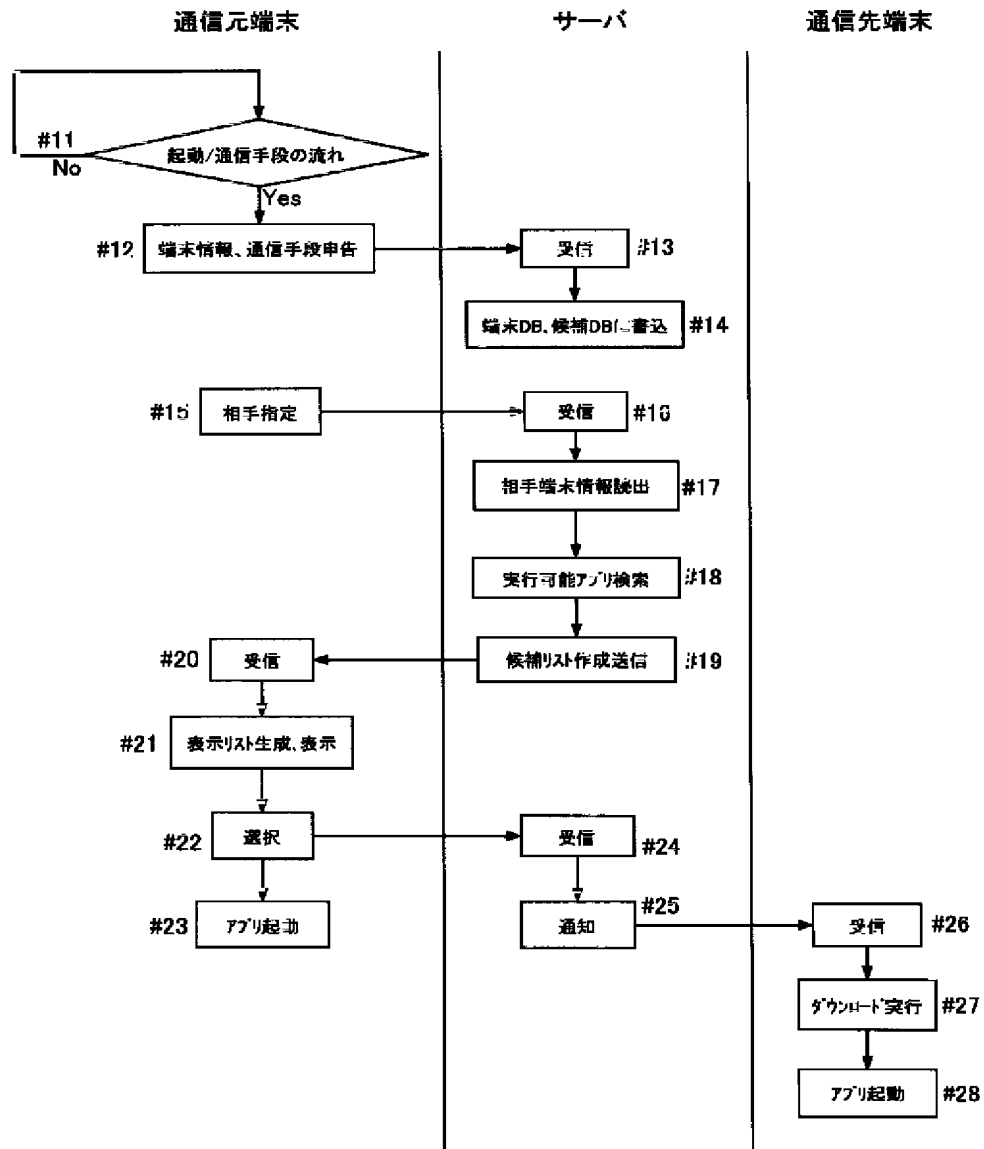 通信元端末
サーバ
通信先端末
#11
起動/通信手段の流れ
No
Yes
#12
端末情報、通信手段申告
受信
#13
端末DB、候補DBに書込
#14
#15
相手指定
受信
#16
相手端末情報読出
#17
実行可能アプリ検索
#18
候補リスト作成送信
#19
#20
受信
#21
表示リスト生成、表示
#22
選択
受信
#24
#23
アプリ起動
通知
#25
受信
#26
ダウンロード実行
#27
アプリ起動
#28